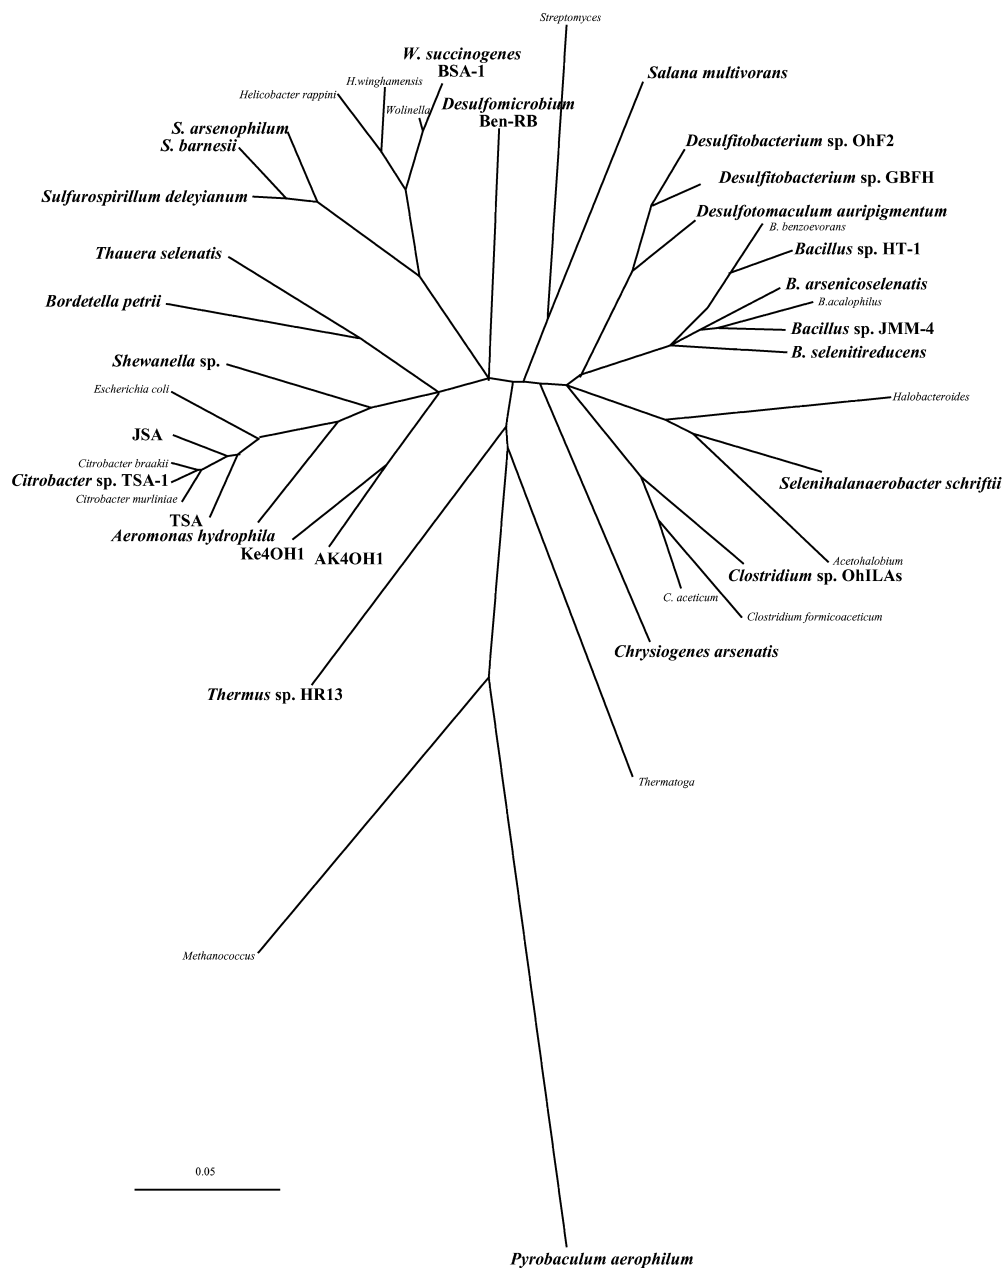 Streptomyces
W. succinogenes
BSA-1
Salana multivorans
H.winghamensis
Helicobacter rappini
Wolinella
Desulfomicrobium
Ben-RB
S. arsenophilum
S. barnesii
Desulfitobacterium sp. OhF2
Desulfitobacterium sp. GBFH
Sulfurospirillum deleyianum
Desulfotomaculum auripigmentum
B. benzoevorans
Thauera selenatis
Bacillus sp. HT-1
B. arsenicoselenatis
Bordetella petrii
B.acalophilus
Bacillus sp. JMM-4
B. selenitireducens
Shewanella sp.
Escherichia coli
Halobacteroides
JSA
Citrobacter braakii
Citrobacter sp. TSA-1
Citrobacter murliniae
Selenihalanaerobacter schriftii
TSA
Aeromonas hydrophila
Ke4OH1
AK4OH1
Acetohalobium
Clostridium sp. OhILAs
C. aceticum
Clostridium formicoaceticum
Chrysiogenes arsenatis
Thermus sp. HR13
Thermatoga
Methanococcus
0.05
Pyrobaculum aerophilum